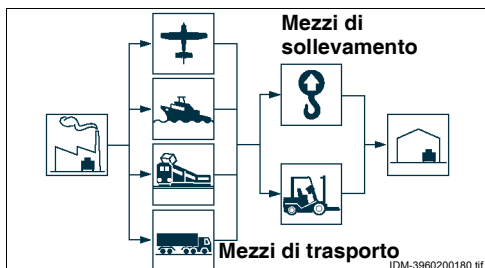 Mezzi di
sollevamento
Mezzi di trasporto
IDM-3960200180.tif